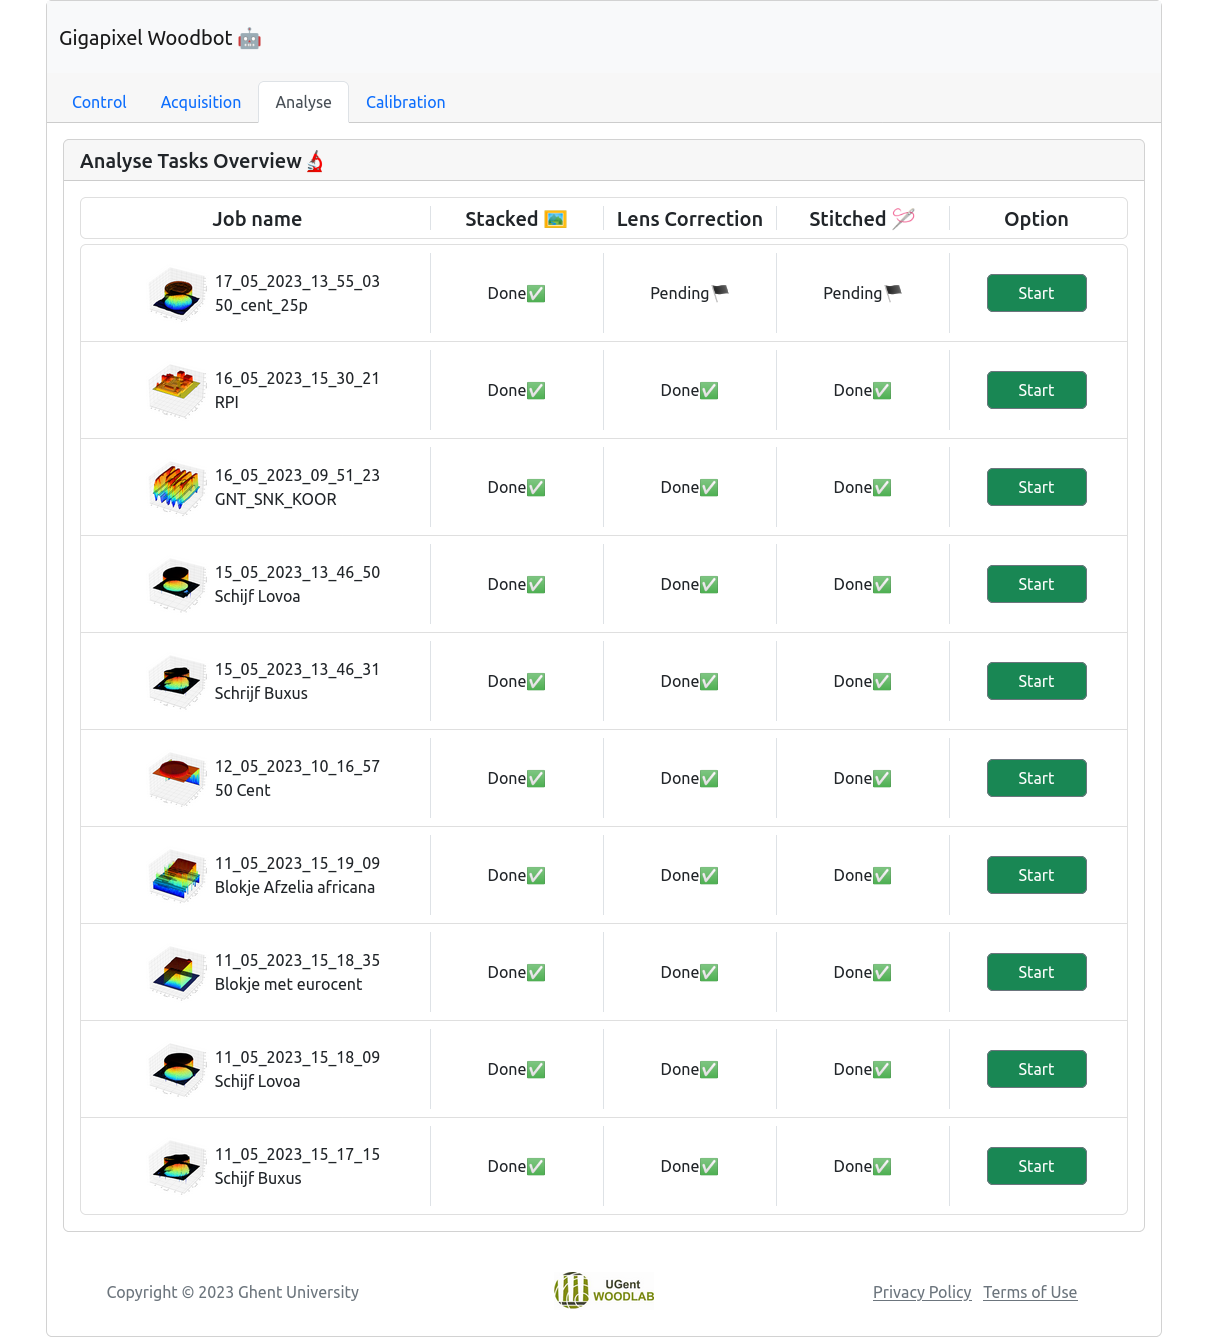 Gigapixel Woodbot 🤖
Control Acquisition Analyse Calibration
Analyse Tasks Overview 🔬
Job name Stacked 🖼️ Lens Correction Stitched 🪡 Option
17_05_2023_13_55_03
50_cent_25p
Done✅ Pending🏴 Pending🏴 Start
16_05_2023_15_30_21
RPI
Done✅ Done✅ Done✅ Start
16_05_2023_09_51_23
GNT_SNK_KOOR
Done✅ Done✅ Done✅ Start
15_05_2023_13_46_50
Schijf Lovoa
Done✅ Done✅ Done✅ Start
15_05_2023_13_46_31
Schrijf Buxus
Done✅ Done✅ Done✅ Start
12_05_2023_10_16_57
50 Cent
Done✅ Done✅ Done✅ Start
11_05_2023_15_19_09
Blokje Afzelia africana
Done✅ Done✅ Done✅ Start
11_05_2023_15_18_35
Blokje met eurocent
Done✅ Done✅ Done✅ Start
11_05_2023_15_18_09
Schijf Lovoa
Done✅ Done✅ Done✅ Start
11_05_2023_15_17_15
Schijf Buxus
Done✅ Done✅ Done✅ Start
Copyright © 2023 Ghent University
UGent
WOODLAB
Privacy Policy Terms of Use